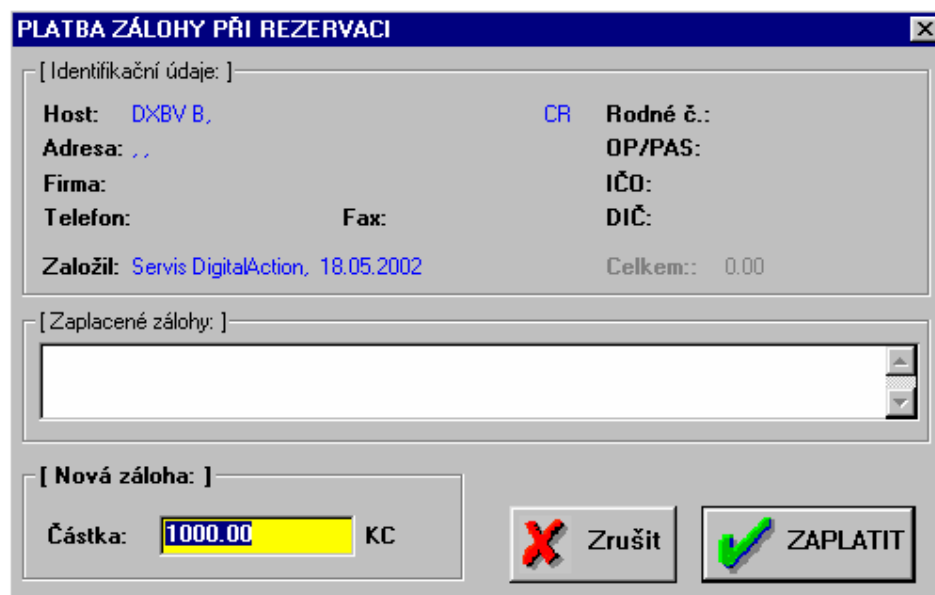 PLATBA ZÁLOHY PŘI REZERVACI
[ Identifikační údaje: ]
Host: DXBV B, CR Rodné č.:
Adresa: , , OP/PAS:
Firma: IČO:
Telefon: Fax: DIČ:
Založil: Servis DigitalAction, 18.05.2002 Celkem:: 0.00
[ Zaplacené zálohy: ]
[ Nová záloha: ]
Částka: 1000.00 KC Zrušit ZAPLATIT